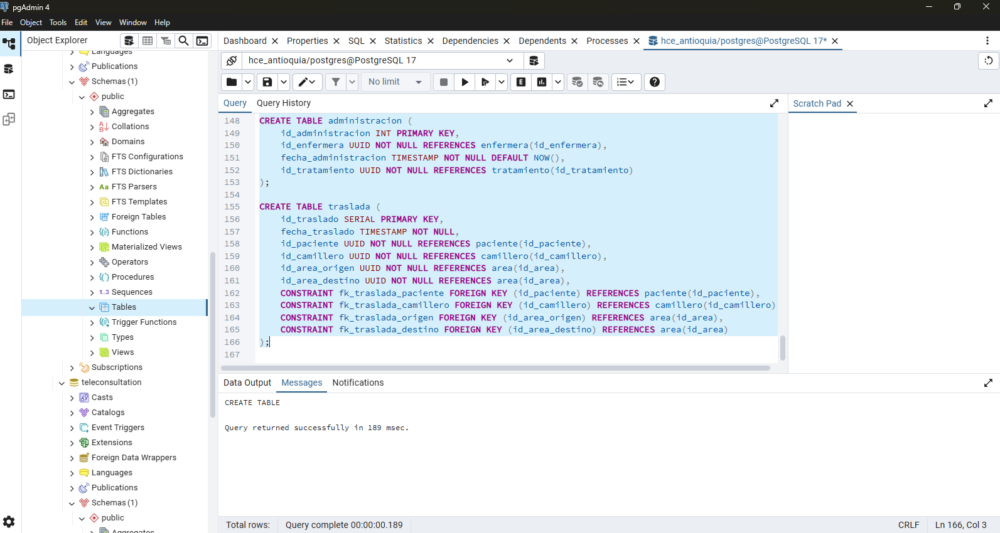 pgAdmin 4
File Object Tools Edit View Window Help
Object Explorer
Dashboard Properties SQL Statistics Dependencies Dependents Processes hce_antioquia/postgres@PostgreSQL 17*
hce_antioquia/postgres@PostgreSQL 17
No limit
E
Query Query History
Scratch Pad
Languages
Publications
Schemas (1)
public
Aggregates
Collations
Domains
FTS Configurations
FTS Dictionaries
Aa FTS Parsers
FTS Templates
Foreign Tables
Functions
Materialized Views
Operators
Procedures
1..3 Sequences
Tables
Trigger Functions
Types
Views
Subscriptions
teleconsultation
Casts
Catalogs
Event Triggers
Extensions
Foreign Data Wrappers
Languages
Publications
Schemas (1)
public
Aggregates
148 CREATE TABLE administracion (
149 id_administracion INT PRIMARY KEY,
150 id_enfermera UUID NOT NULL REFERENCES enfermera(id_enfermera),
151 fecha_administracion TIMESTAMP NOT NULL DEFAULT NOW(),
152 id_tratamiento UUID NOT NULL REFERENCES tratamiento(id_tratamiento)
153 );
154
155 CREATE TABLE traslada (
156 id_traslado SERIAL PRIMARY KEY,
157 fecha_traslado TIMESTAMP NOT NULL,
158 id_paciente UUID NOT NULL REFERENCES paciente(id_paciente),
159 id_camillero UUID NOT NULL REFERENCES camillero(id_camillero),
160 id_area_origen UUID NOT NULL REFERENCES area(id_area),
161 id_area_destino UUID NOT NULL REFERENCES area(id_area),
162 CONSTRAINT fk_traslada_paciente FOREIGN KEY (id_paciente) REFERENCES paciente(id_paciente),
163 CONSTRAINT fk_traslada_camillero FOREIGN KEY (id_camillero) REFERENCES camillero(id_camillero)
164 CONSTRAINT fk_traslada_origen FOREIGN KEY (id_area_origen) REFERENCES area(id_area),
165 CONSTRAINT fk_traslada_destino FOREIGN KEY (id_area_destino) REFERENCES area(id_area)
166 );
167
Data Output Messages Notifications
CREATE TABLE
Query returned successfully in 189 msec.
Total rows: Query complete 00:00:00.189 CRLF Ln 166, Col 3